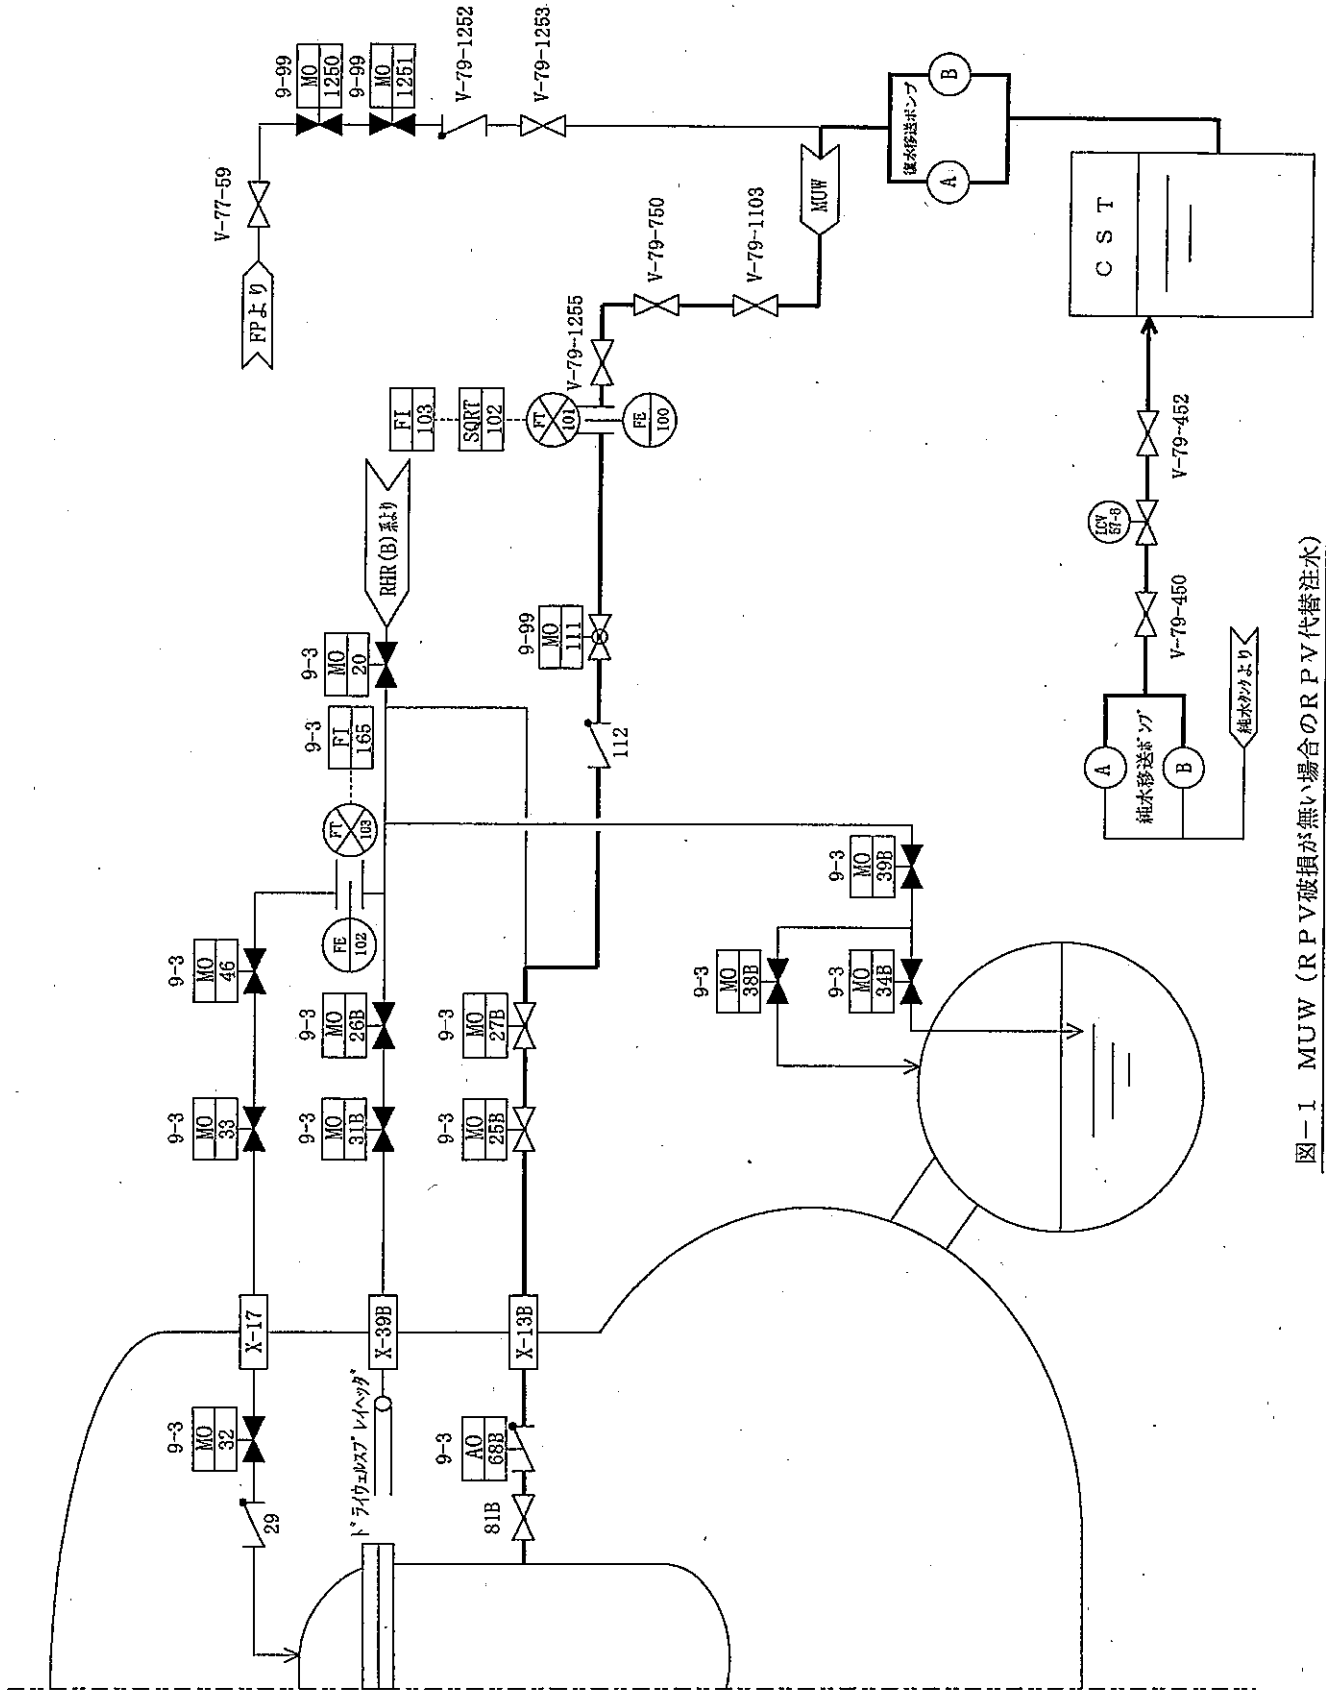 9-3
MO
32
29
X-17
9-3
MO
33
9-3
MO
46
FPより
V-77-59
9-99
MO
1250
9-99
MO
1251
V-79-1252
V-79-1253
ドライウェルスプレイヘッダ
X-39B
9-3
MO
31B
9-3
MO
26B
FE
102
FT
103
9-3
FI
165
9-3
MO
20
RHR(B)系より
FI
103
SQRT
102
FT
101
FE
100
81B
9-3
AO
68B
X-13B
9-3
MO
25B
9-3
MO
27B
112
9-99
MO
111
V-79-1255
V-79-750
V-79-1103
MUW
9-3
MO
38B
9-3
MO
34B
9-3
MO
39B
復水移送ポンプ
A
B
CST
純水移送ポンプ
A
B
純水タンクより
V-79-450
LCV
57-8
V-79-452
図－1 MUW（RPV破損が無い場合のRPV代替注水）